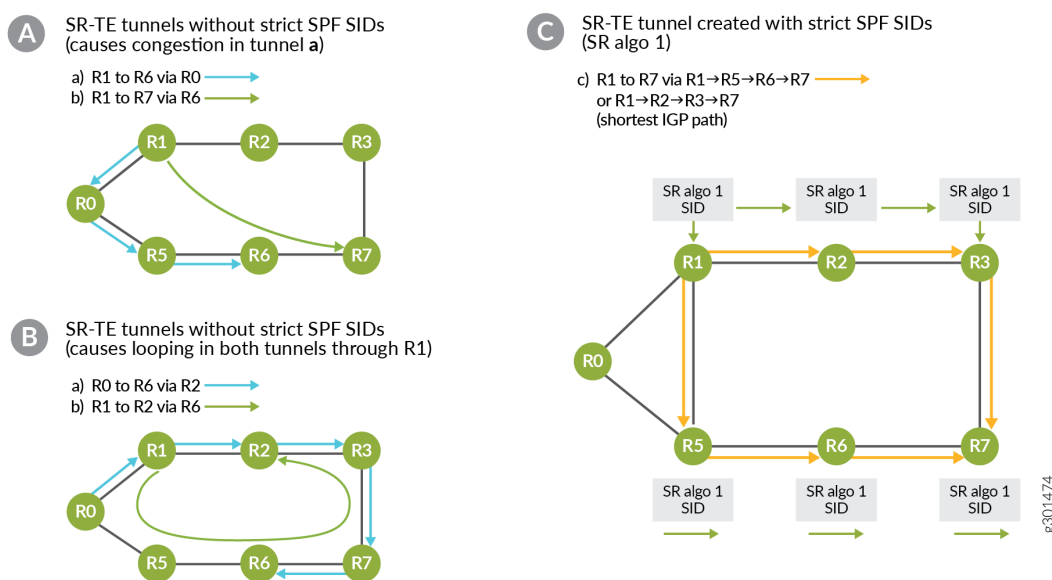 A
SR-TE tunnels without strict SPF SIDs
(causes congestion in tunnel a)
a) R1 to R6 via R0
b) R1 to R7 via R6
R1
R2
R3
R0
R5
R6
R7
B
SR-TE tunnels without strict SPF SIDs
(causes looping in both tunnels through R1)
a) R0 to R6 via R2
b) R1 to R2 via R6
R1
R2
R3
R0
R5
R6
R7
C
SR-TE tunnel created with strict SPF SIDs
(SR algo 1)
c) R1 to R7 via R1→R5→R6→R7
or R1→R2→R3→R7
(shortest IGP path)
SR algo 1
SID
SR algo 1
SID
SR algo 1
SID
R1
R2
R3
R0
R5
R6
R7
SR algo 1
SID
SR algo 1
SID
SR algo 1
SID
g301474